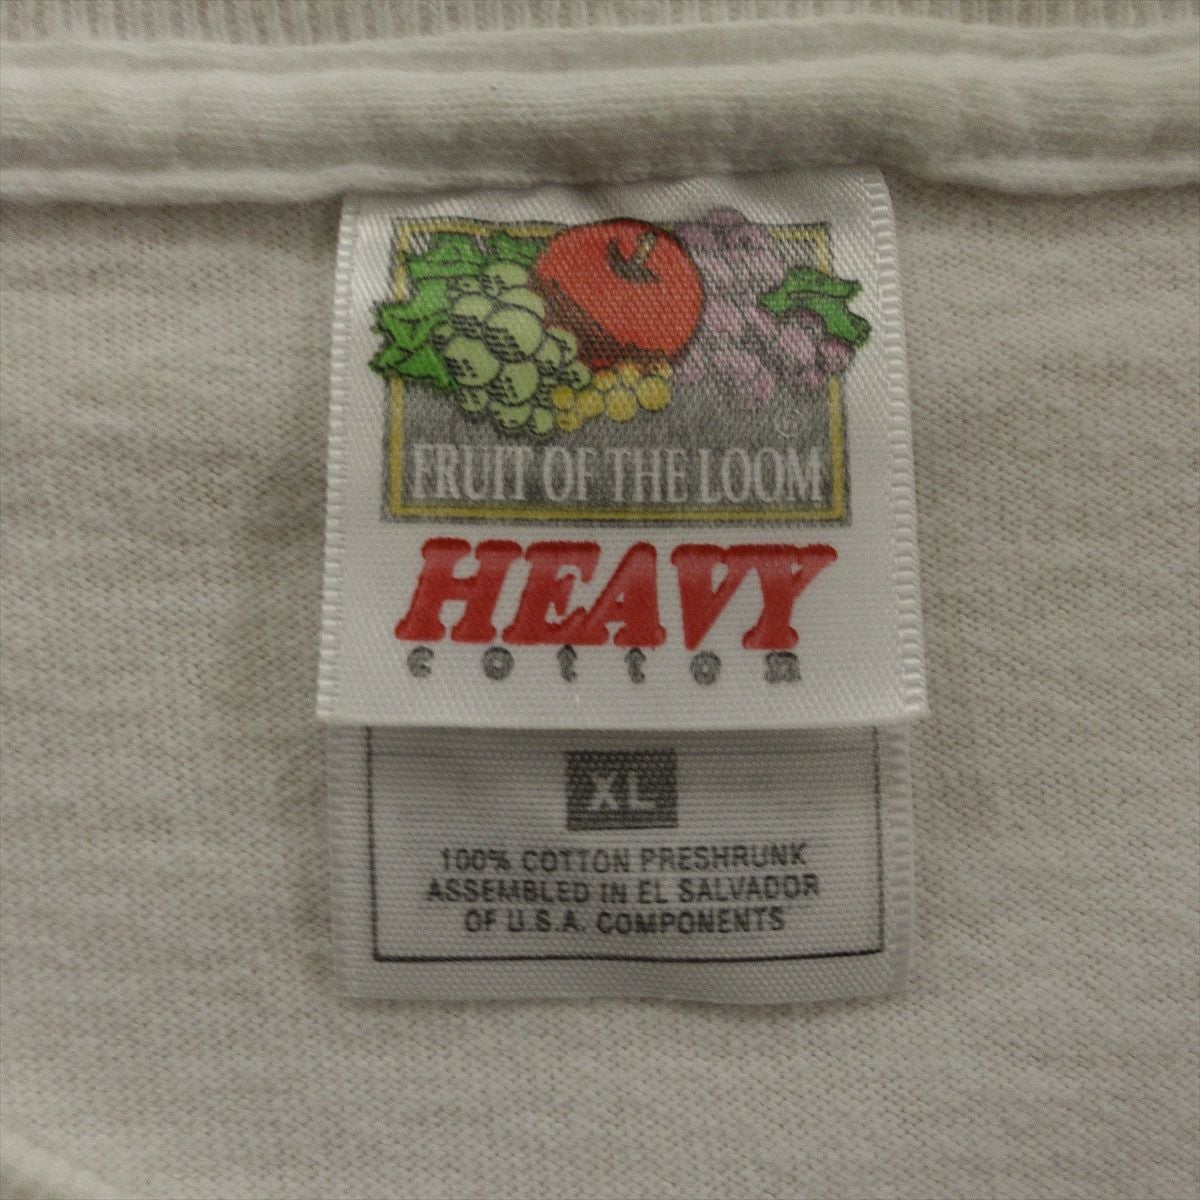 ®
FRUIT OF THE LOOM
HEAVY
cotton
XL
100% COTTON PRESHRUNK
ASSEMBLED IN EL SALVADOR
OF U.S.A. COMPONENTS